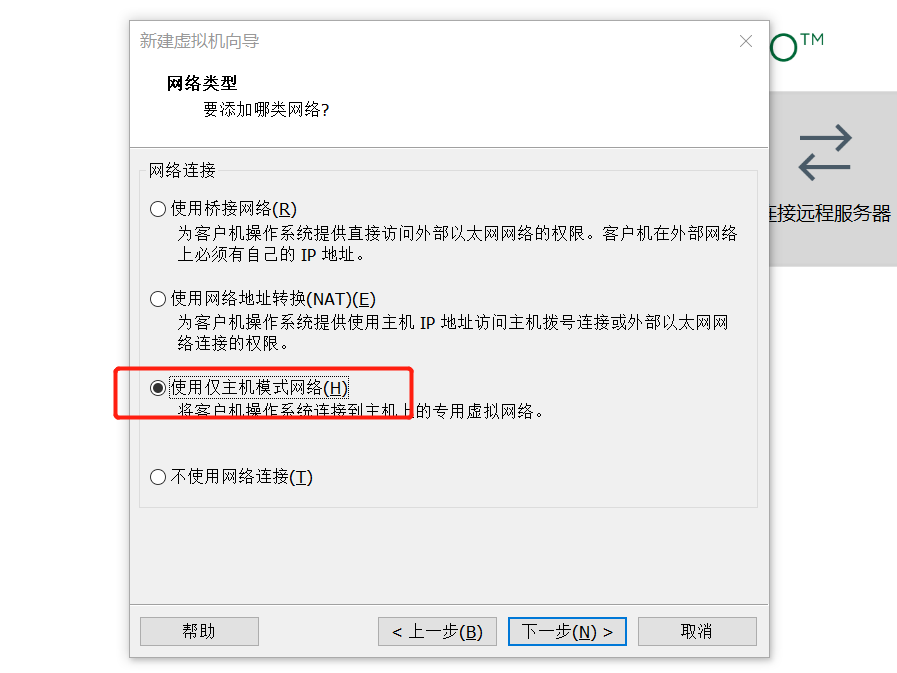 新建虚拟机向导
O™
网络类型
要添加哪类网络?
网络连接
使用桥接网络(R)
为客户机操作系统提供直接访问外部以太网网络的权限。客户机在外部网络
上必须有自己的 IP 地址。
连接远程服务器
使用网络地址转换(NAT)(E)
为客户机操作系统提供使用主机 IP 地址访问主机拨号连接或外部以太网网
络连接的权限。
使用仅主机模式网络(H)
将客户机操作系统连接到主机上的专用虚拟网络。
不使用网络连接(T)
帮助
< 上一步(B)
下一步(N) >
取消